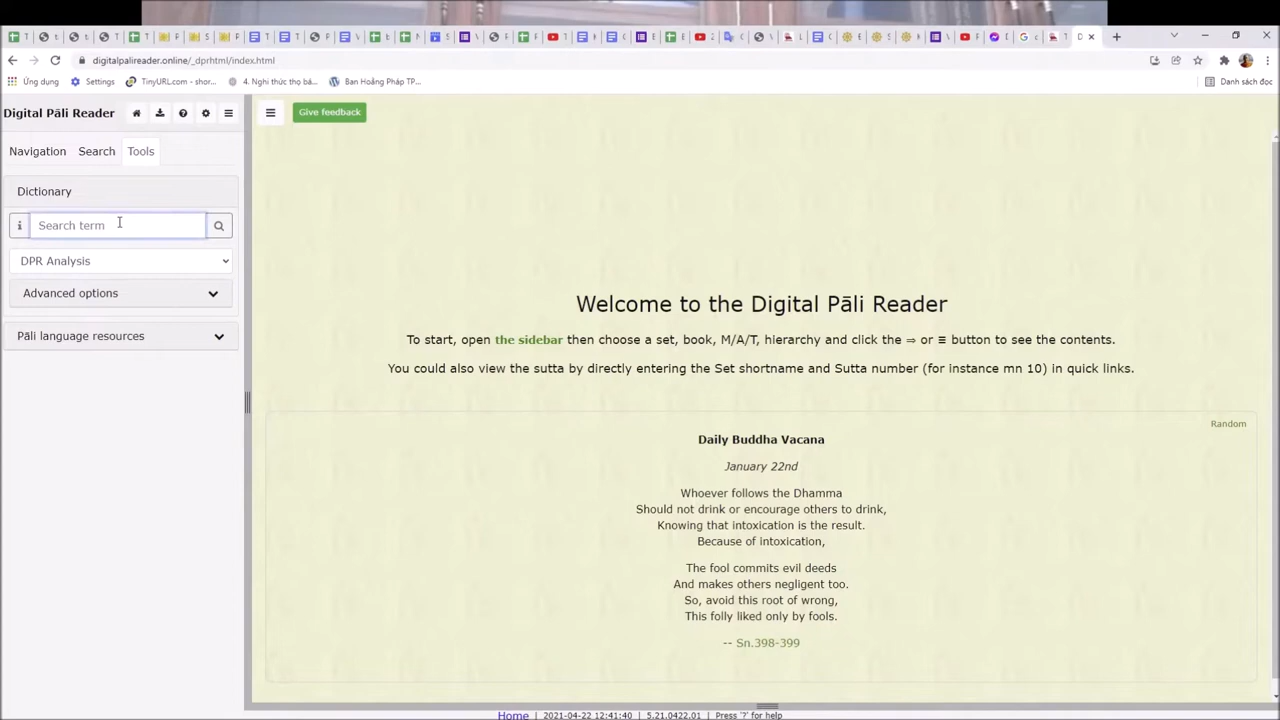 digitalpalireader.online/_dprhtml/index.html
Ứng dụng
Settings
TinyURL.com - shor...
4. Nghi thức thọ bá...
Ban Hoằng Pháp TP...
Danh sách đọc
Digital Pāli Reader
Give feedback
Navigation
Search
Tools
Dictionary
Search term
DPR Analysis
Advanced options
Pāli language resources
Welcome to the Digital Pāli Reader
To start, open the sidebar then choose a set, book, M/A/T, hierarchy and click the ⇒ or ≡ button to see the contents.
You could also view the sutta by directly entering the Set shortname and Sutta number (for instance mn 10) in quick links.
Random
Daily Buddha Vacana
January 22nd
Whoever follows the Dhamma
Should not drink or encourage others to drink,
Knowing that intoxication is the result.
Because of intoxication,
The fool commits evil deeds
And makes others negligent too.
So, avoid this root of wrong,
This folly liked only by fools.
-- Sn.398-399
Home | 2021-04-22 12:41:40 | 5.21.0422.01 | Press '?' for help